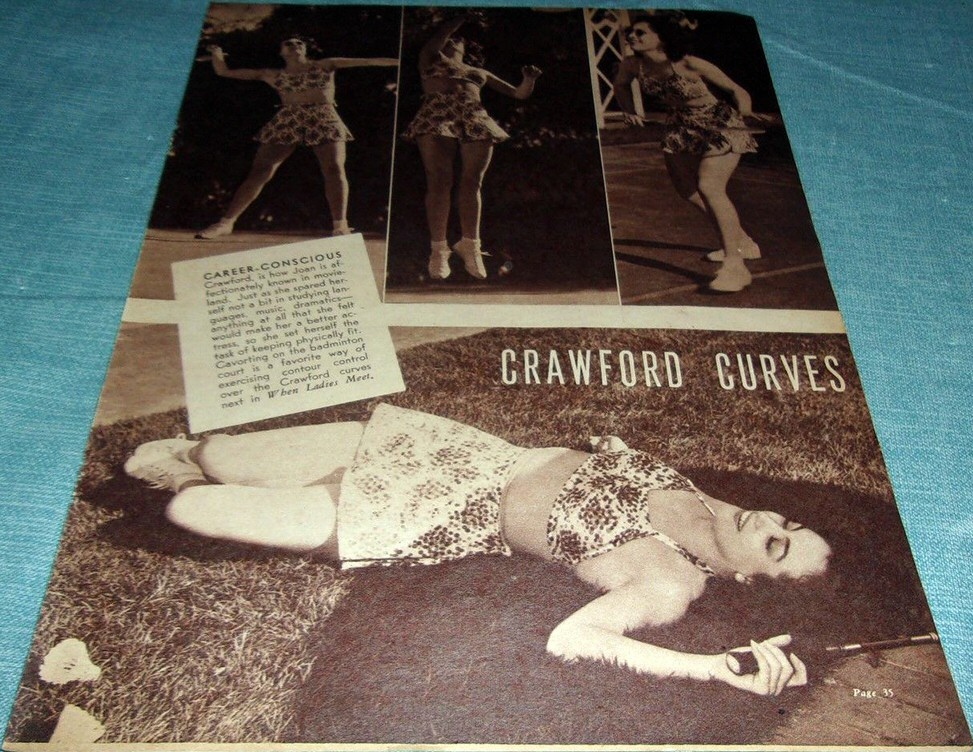 CAREER-CONSCIOUS
Crawford, is how Joan is af-
fectionately known in movie-
land. Just as she spared her-
self not a bit in studying lan-
guages, music, dramatics—
anything at all that she felt
would make her a better ac-
tress, so she set herself the
task of keeping physically fit.
Cavorting on the badminton
court is a favorite way of
exercising contour control
over the Crawford curves
next in When Ladies Meet.
CRAWFORD CURVES
Page 35